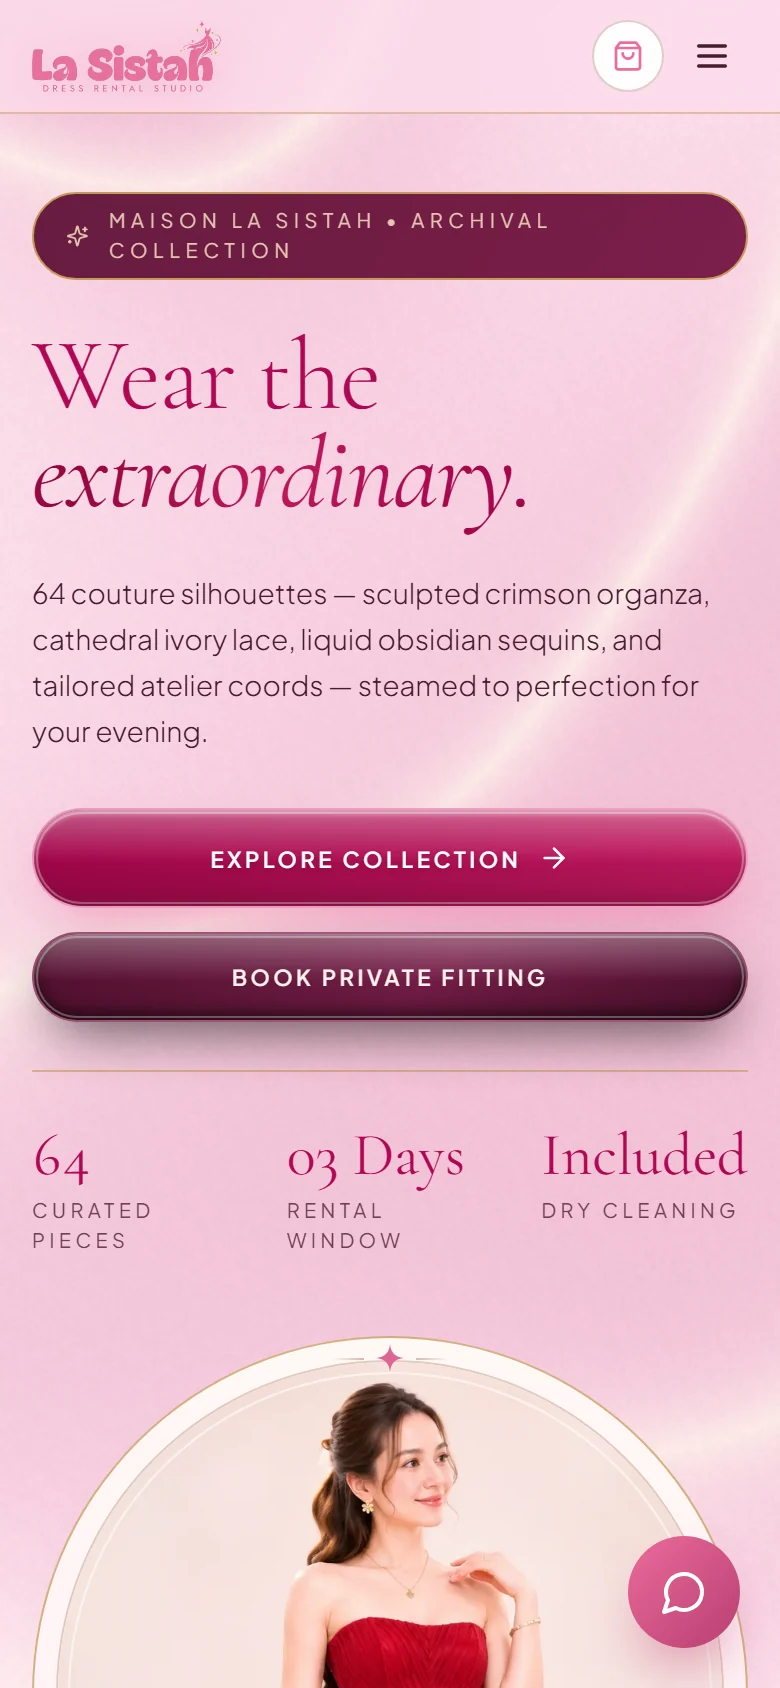 La Sistah
DRESS RENTAL STUDIO
MAISON LA SISTAH • ARCHIVAL
COLLECTION
Wear the
extraordinary.
64 couture silhouettes — sculpted crimson organza,
cathedral ivory lace, liquid obsidian sequins, and
tailored atelier coords — steamed to perfection for
your evening.
EXPLORE COLLECTION →
BOOK PRIVATE FITTING
64
CURATED
PIECES
03 Days
RENTAL
WINDOW
Included
DRY CLEANING